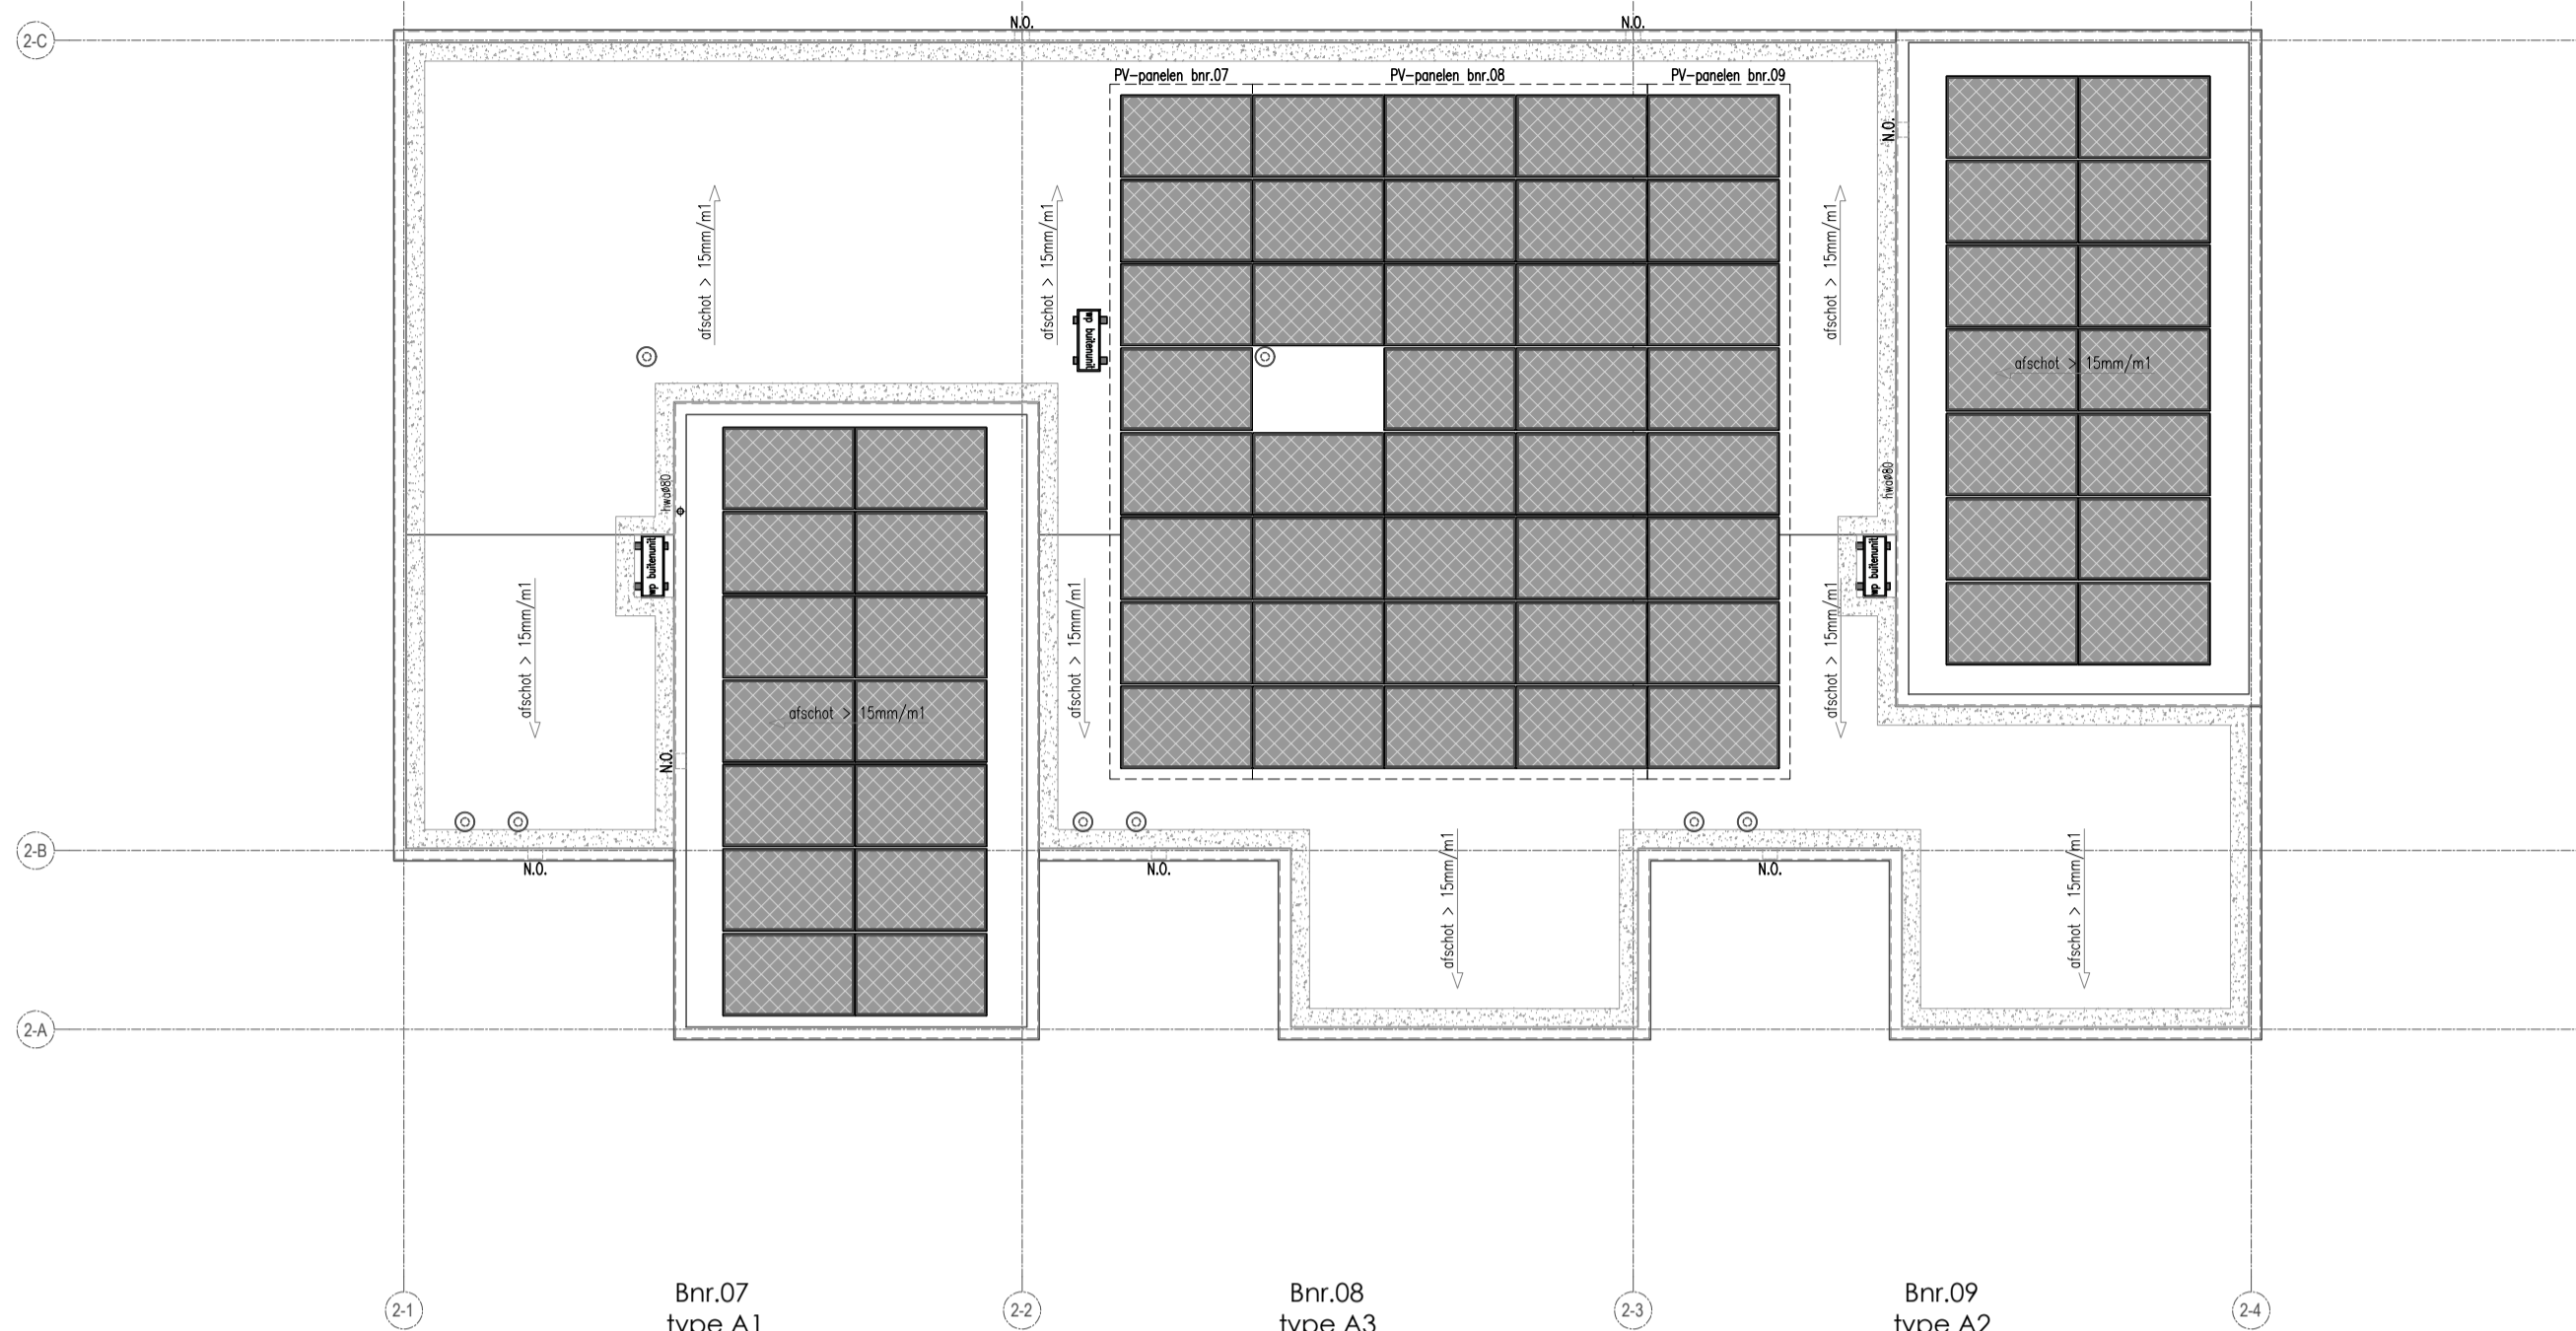 N.O.
N.O.
2-C
PV-panelen bnr.07
PV-panelen bnr.08
PV-panelen bnr.09
N.O.
afschot > 15mm/m1
afschot > 15mm/m1
afschot > 15mm/m1
wp buitenunit
afschot > 15mm/m1
hwaø80
hwaø80
wp buitenunit
wp buitenunit
afschot > 15mm/m1
afschot > 15mm/m1
afschot > 15mm/m1
afschot > 15mm/m1
N.O.
2-B
N.O.
N.O.
N.O.
afschot > 15mm/m1
afschot > 15mm/m1
2-A
Bnr.07
type A1
Bnr.08
type A3
Bnr.09
type A2
2-1
2-2
2-3
2-4